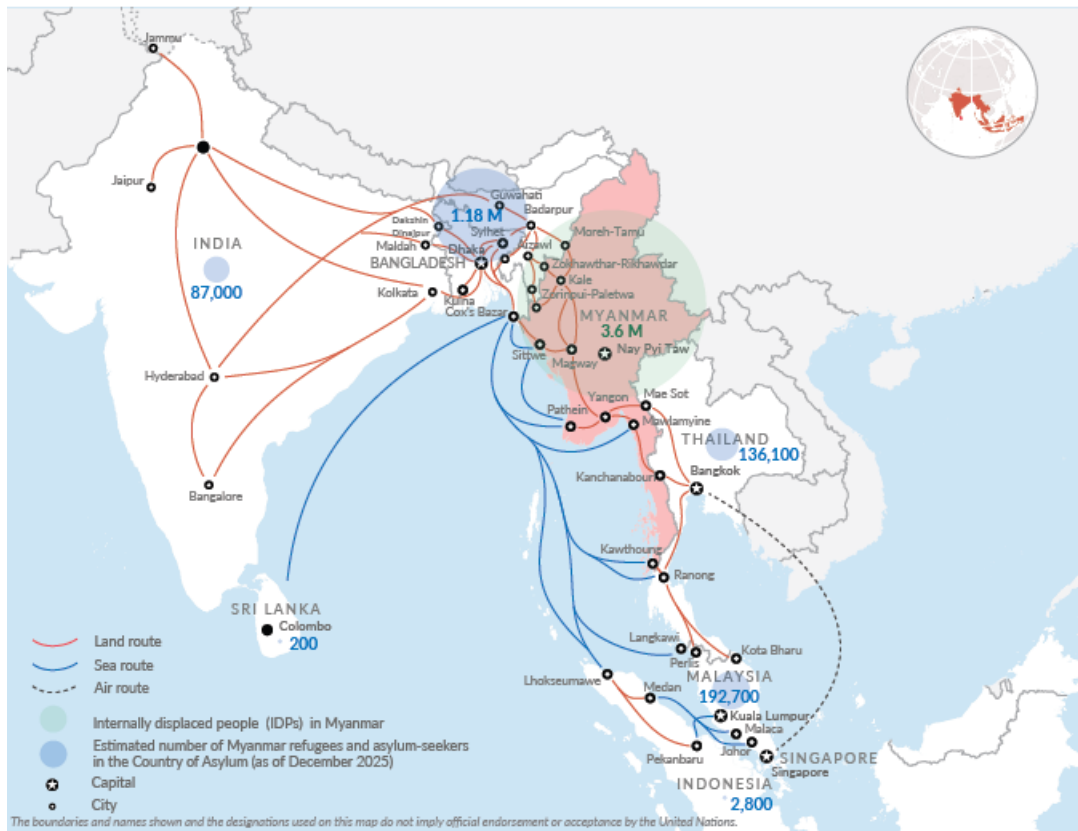 Jammu
Jaipur
INDIA
87,000
Guwahati
1.18 M
Badarpur
Dakshin
Dinajpur
Sylhet
Moreh-Tamu
Maldah
Dhaka
Aizawl
BANGLADESH
Zokhawthar-Rikhawdar
Kale
Kolkata
Kulna
Zorinpui-Paletwa
Cox's Bazar
MYANMAR
3.6 M
Sittwe
Magway
Nay Pyi Taw
Hyderabad
Mae Sot
Yangon
Pathein
Mawlamyine
THAILAND
136,100
Bangkok
Kanchanabouri
Bangalore
Kawthoung
Ranong
SRI LANKA
Colombo
200
Land route
Sea route
Air route
Internally displaced people (IDPs) in Myanmar
Estimated number of Myanmar refugees and asylum-seekers
in the Country of Asylum (as of December 2025)
Capital
City
Langkawi
Perlis
Kota Bharu
MALAYSIA
192,700
Lhokseumawe
Medan
Kuala Lumpur
Malaca
Johor
Pekanbaru
SINGAPORE
Singapore
INDONESIA
2,800
The boundaries and names shown and the designations used on this map do not imply official endorsement or acceptance by the United Nations.